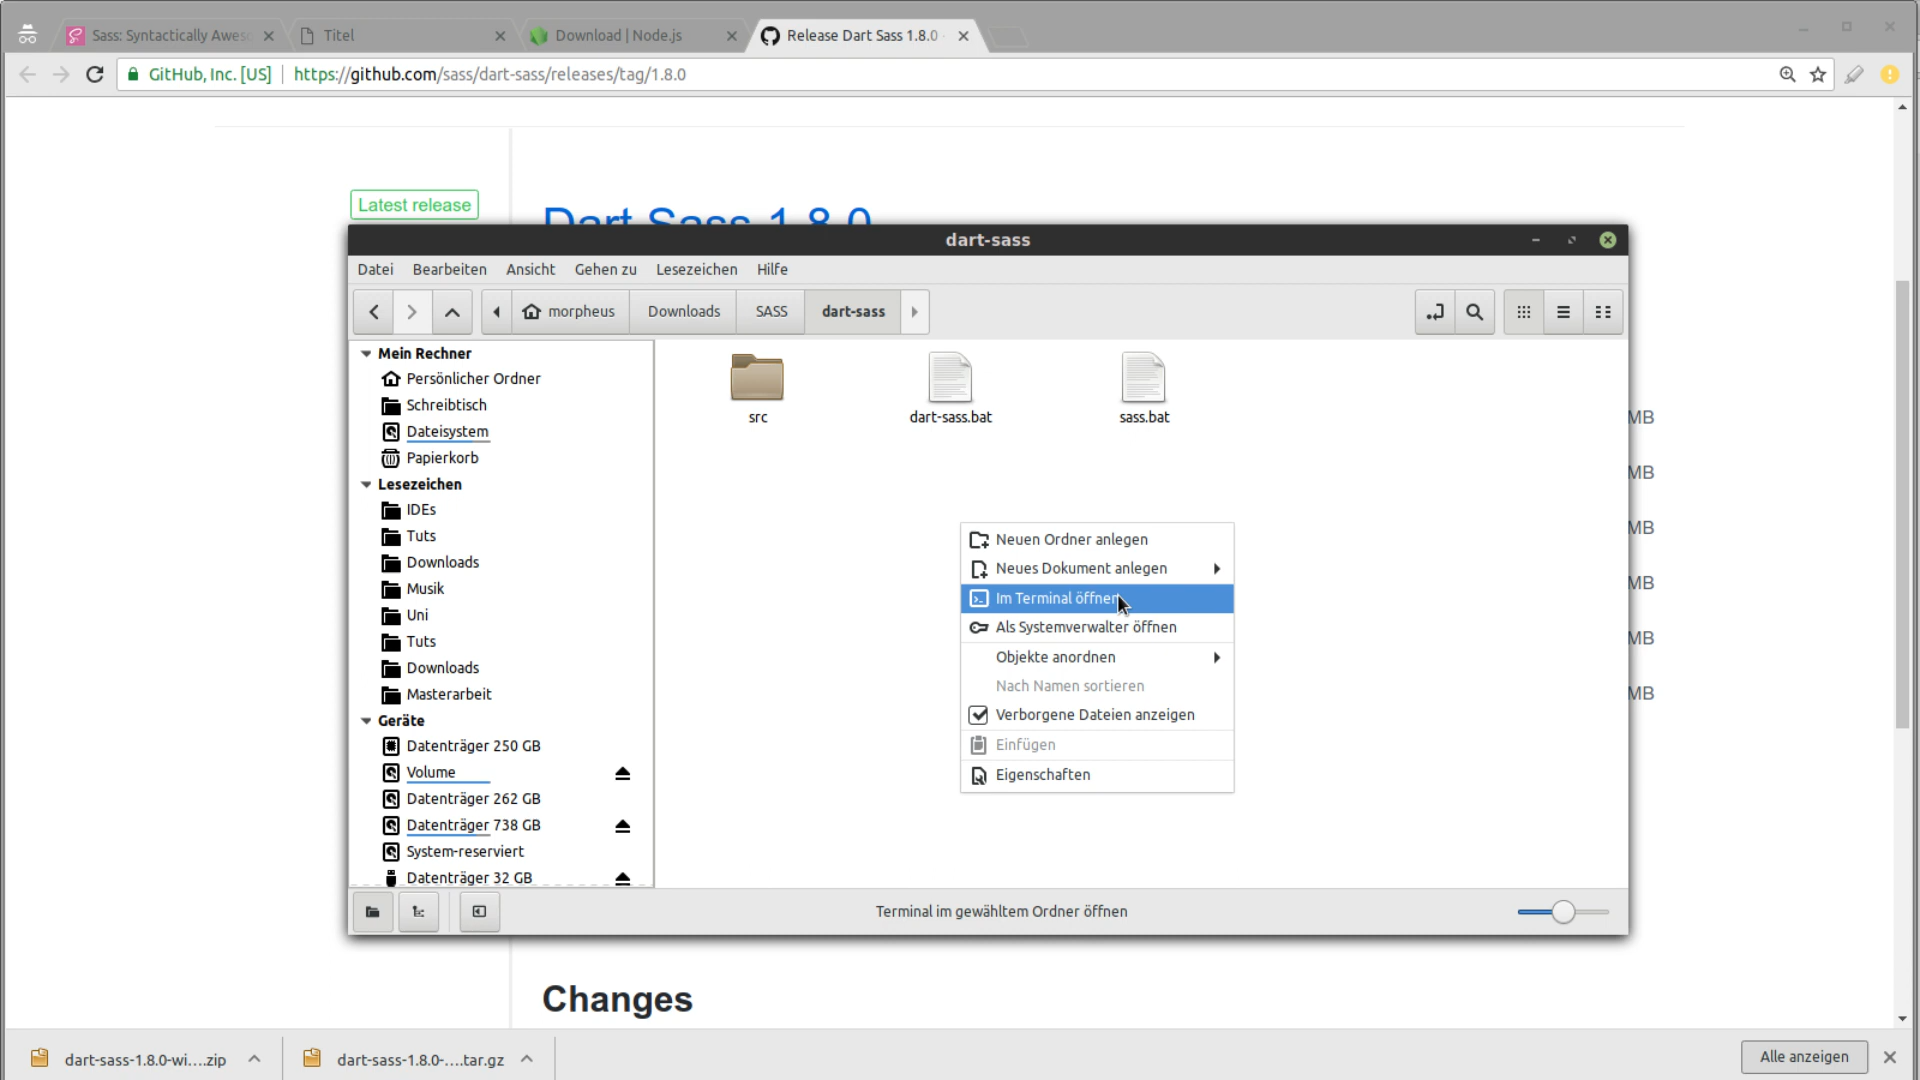 Sass: Syntactically Aweso
Titel
Download | Node.js
Release Dart Sass 1.8.0
GitHub, Inc. [US]
https://github.com/sass/dart-sass/releases/tag/1.8.0
Latest release
Dart Sass 1.8.0
dart-sass
Datei Bearbeiten Ansicht Gehen zu Lesezeichen Hilfe
morpheus Downloads SASS dart-sass
Mein Rechner
Persönlicher Ordner
Schreibtisch
Dateisystem
Papierkorb
Lesezeichen
IDEs
Tuts
Downloads
Musik
Uni
Tuts
Downloads
Masterarbeit
Geräte
Datenträger 250 GB
Volume
Datenträger 262 GB
Datenträger 738 GB
System-reserviert
Datenträger 32 GB
src
dart-sass.bat
sass.bat
Neuen Ordner anlegen
Neues Dokument anlegen
Im Terminal öffnen
Als Systemverwalter öffnen
Objekte anordnen
Nach Namen sortieren
Verborgene Dateien anzeigen
Einfügen
Eigenschaften
MB
MB
MB
MB
MB
MB
Terminal im gewähltem Ordner öffnen
Changes
dart-sass-1.8.0-wi....zip
dart-sass-1.8.0-....tar.gz
Alle anzeigen